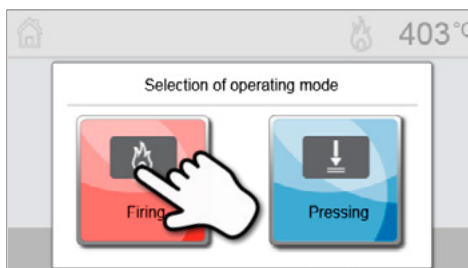 403°C
Selection of operating mode
Firing
Pressing